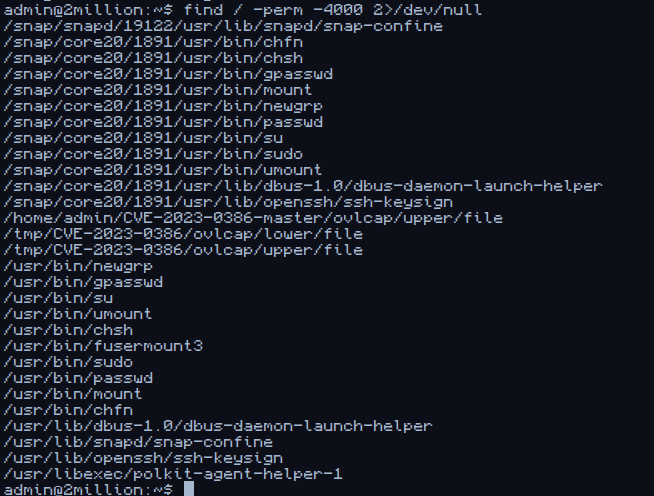 admin@2million:~$ find / -perm -4000 2>/dev/null
/snap/snapd/19122/usr/lib/snapd/snap-confine
/snap/core20/1891/usr/bin/chfn
/snap/core20/1891/usr/bin/chsh
/snap/core20/1891/usr/bin/gpasswd
/snap/core20/1891/usr/bin/mount
/snap/core20/1891/usr/bin/newgrp
/snap/core20/1891/usr/bin/passwd
/snap/core20/1891/usr/bin/su
/snap/core20/1891/usr/bin/sudo
/snap/core20/1891/usr/bin/umount
/snap/core20/1891/usr/lib/dbus-1.0/dbus-daemon-launch-helper
/snap/core20/1891/usr/lib/openssh/ssh-keysign
/home/admin/CVE-2023-0386-master/ovlcap/upper/file
/tmp/CVE-2023-0386/ovlcap/lower/file
/tmp/CVE-2023-0386/ovlcap/upper/file
/usr/bin/newgrp
/usr/bin/gpasswd
/usr/bin/su
/usr/bin/umount
/usr/bin/chsh
/usr/bin/fusermount3
/usr/bin/sudo
/usr/bin/passwd
/usr/bin/mount
/usr/bin/chfn
/usr/lib/dbus-1.0/dbus-daemon-launch-helper
/usr/lib/snapd/snap-confine
/usr/lib/openssh/ssh-keysign
/usr/libexec/polkit-agent-helper-1
admin@2million:~$